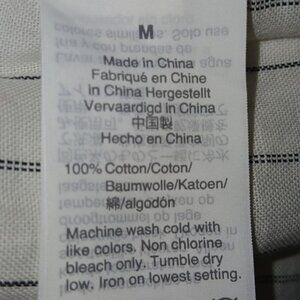 M
Made in China
Fabriqué en Chine
In China Hergestellt
Vervaardigd in China
中国製
Hecho en China
100% Cotton/Coton/
Baumwolle/Katoen/
綿/algodón
Machine wash cold with
like colors. Non chlorine
bleach only. Tumble dry
low. Iron on lowest setting.